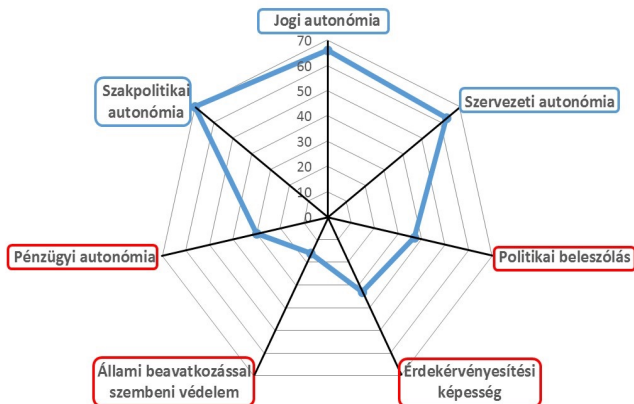 Jogi autonómia
70
60
50
40
30
20
10
0
Szervezeti autonómia
Politikai beleszólás
Érdekérvényesítési
képesség
Állami beavatkozással
szembeni védelem
Pénzügyi autonómia
Szakpolitikai
autonómia